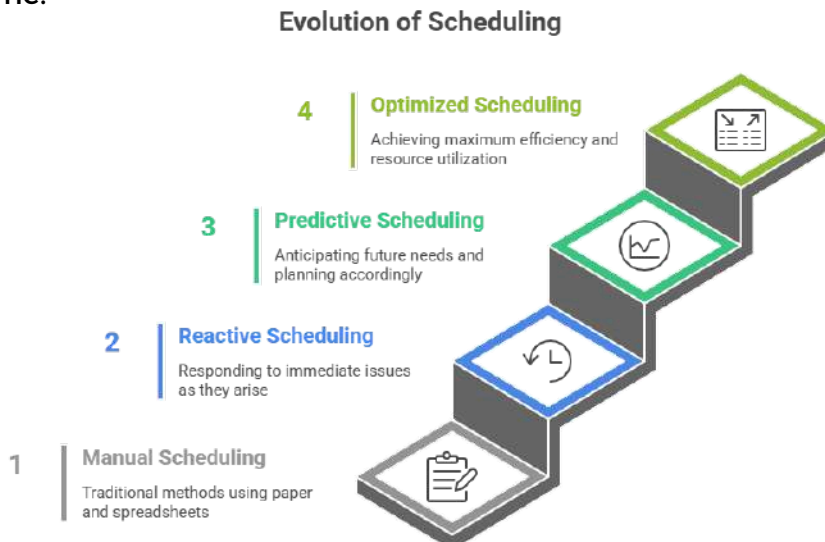 Evolution of Scheduling
4
Optimized Scheduling
Achieving maximum efficiency and
resource utilization
3
Predictive Scheduling
Anticipating future needs and
planning accordingly
2
Reactive Scheduling
Responding to immediate issues
as they arise
1
Manual Scheduling
Traditional methods using paper
and spreadsheets